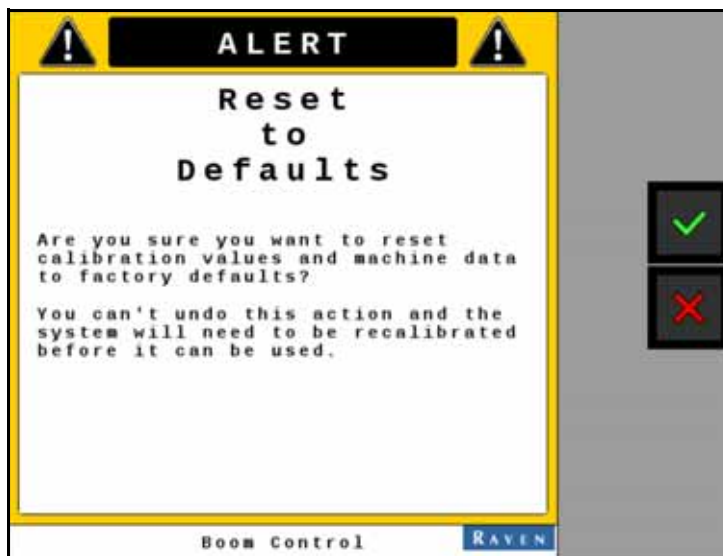 ALERT
Reset
to
Defaults
Are you sure you want to reset
calibration values and machine data
to factory defaults?
You can't undo this action and the
system will need to be recalibrated
before it can be used.
Boom Control
RAVEN